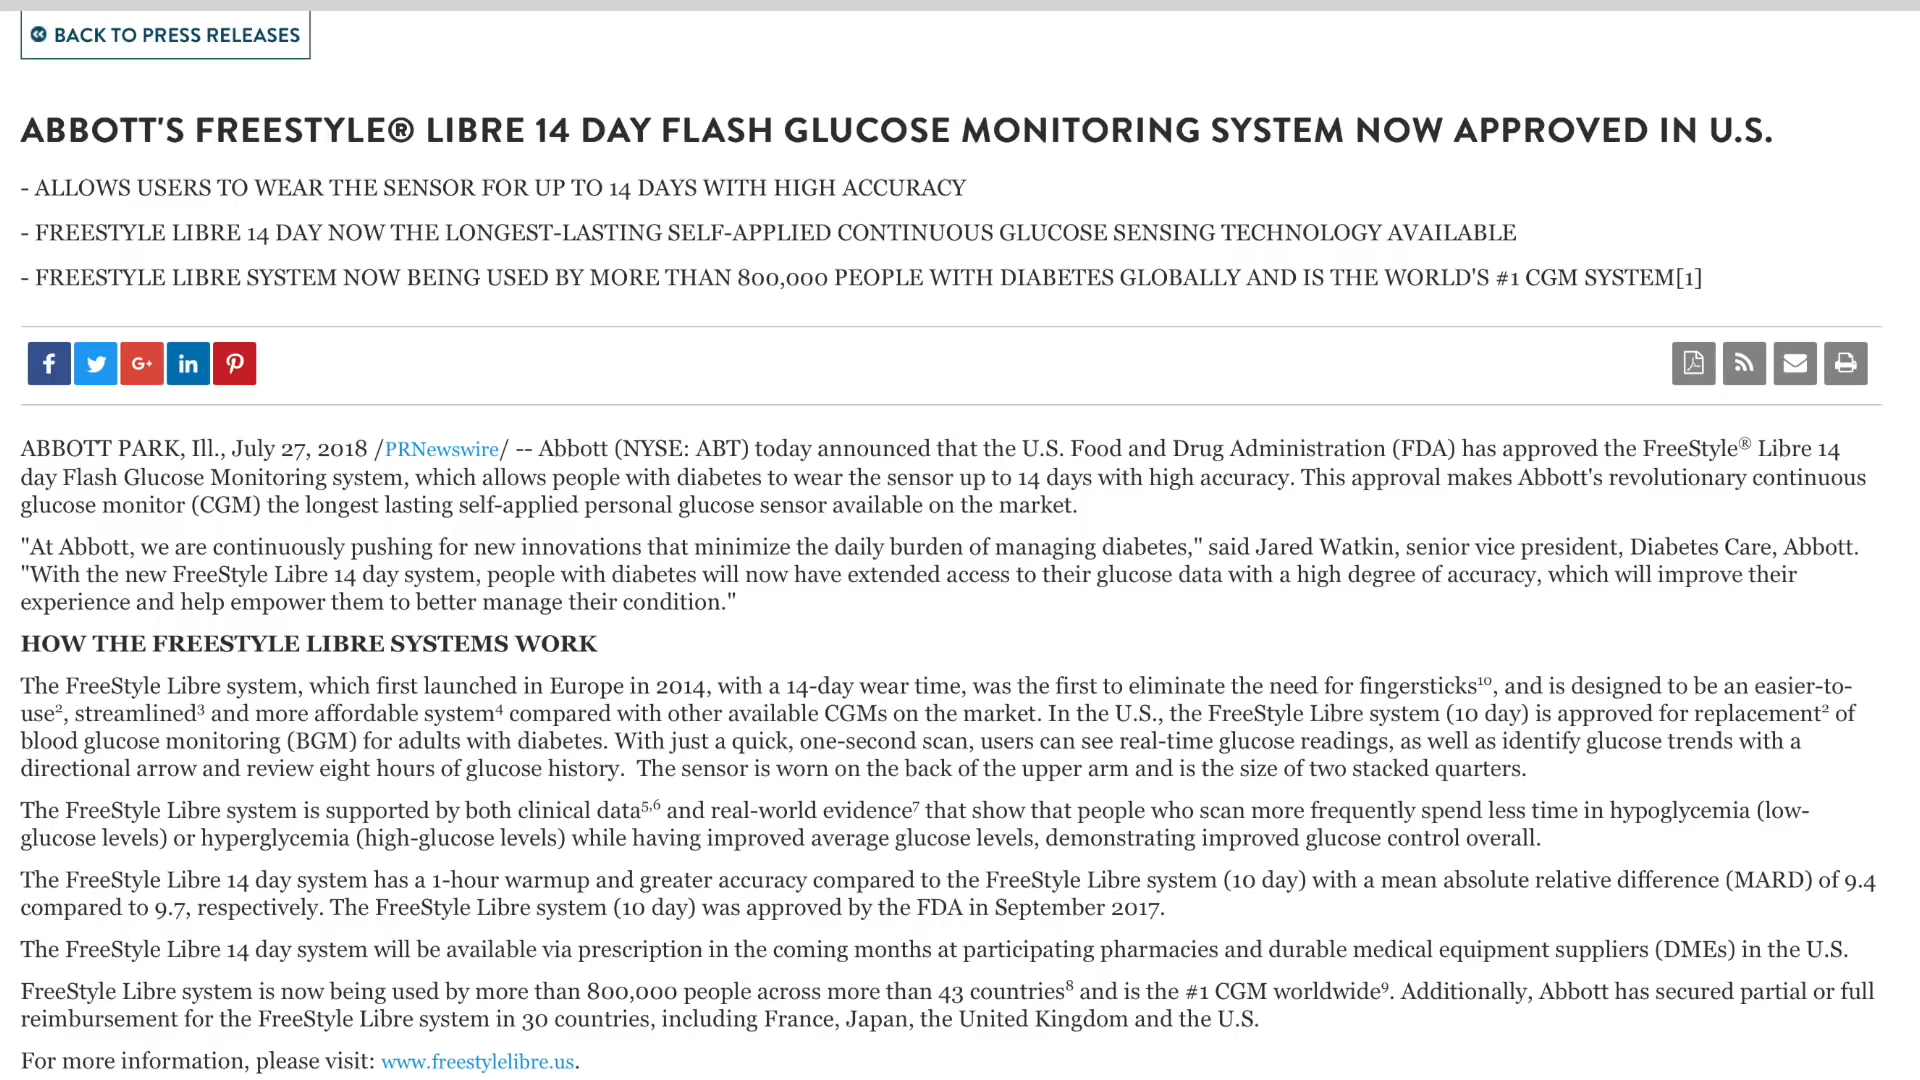 BACK TO PRESS RELEASES
ABBOTT'S FREESTYLE® LIBRE 14 DAY FLASH GLUCOSE MONITORING SYSTEM NOW APPROVED IN U.S.
- ALLOWS USERS TO WEAR THE SENSOR FOR UP TO 14 DAYS WITH HIGH ACCURACY
- FREESTYLE LIBRE 14 DAY NOW THE LONGEST-LASTING SELF-APPLIED CONTINUOUS GLUCOSE SENSING TECHNOLOGY AVAILABLE
- FREESTYLE LIBRE SYSTEM NOW BEING USED BY MORE THAN 800,000 PEOPLE WITH DIABETES GLOBALLY AND IS THE WORLD'S #1 CGM SYSTEM[1]
f G+ in
ABBOTT PARK, Ill., July 27, 2018 /PRNewswire/ -- Abbott (NYSE: ABT) today announced that the U.S. Food and Drug Administration (FDA) has approved the FreeStyle® Libre 14
day Flash Glucose Monitoring system, which allows people with diabetes to wear the sensor up to 14 days with high accuracy. This approval makes Abbott's revolutionary continuous
glucose monitor (CGM) the longest lasting self-applied personal glucose sensor available on the market.
"At Abbott, we are continuously pushing for new innovations that minimize the daily burden of managing diabetes," said Jared Watkin, senior vice president, Diabetes Care, Abbott.
"With the new FreeStyle Libre 14 day system, people with diabetes will now have extended access to their glucose data with a high degree of accuracy, which will improve their
experience and help empower them to better manage their condition."
HOW THE FREESTYLE LIBRE SYSTEMS WORK
The FreeStyle Libre system, which first launched in Europe in 2014, with a 14-day wear time, was the first to eliminate the need for fingersticks¹⁰, and is designed to be an easier-to-
use², streamlined³ and more affordable system⁴ compared with other available CGMs on the market. In the U.S., the FreeStyle Libre system (10 day) is approved for replacement² of
blood glucose monitoring (BGM) for adults with diabetes. With just a quick, one-second scan, users can see real-time glucose readings, as well as identify glucose trends with a
directional arrow and review eight hours of glucose history.  The sensor is worn on the back of the upper arm and is the size of two stacked quarters.
The FreeStyle Libre system is supported by both clinical data⁵,⁶ and real-world evidence⁷ that show that people who scan more frequently spend less time in hypoglycemia (low-
glucose levels) or hyperglycemia (high-glucose levels) while having improved average glucose levels, demonstrating improved glucose control overall.
The FreeStyle Libre 14 day system has a 1-hour warmup and greater accuracy compared to the FreeStyle Libre system (10 day) with a mean absolute relative difference (MARD) of 9.4
compared to 9.7, respectively. The FreeStyle Libre system (10 day) was approved by the FDA in September 2017.
The FreeStyle Libre 14 day system will be available via prescription in the coming months at participating pharmacies and durable medical equipment suppliers (DMEs) in the U.S.
FreeStyle Libre system is now being used by more than 800,000 people across more than 43 countries⁸ and is the #1 CGM worldwide⁹. Additionally, Abbott has secured partial or full
reimbursement for the FreeStyle Libre system in 30 countries, including France, Japan, the United Kingdom and the U.S.
For more information, please visit: www.freestylelibre.us.